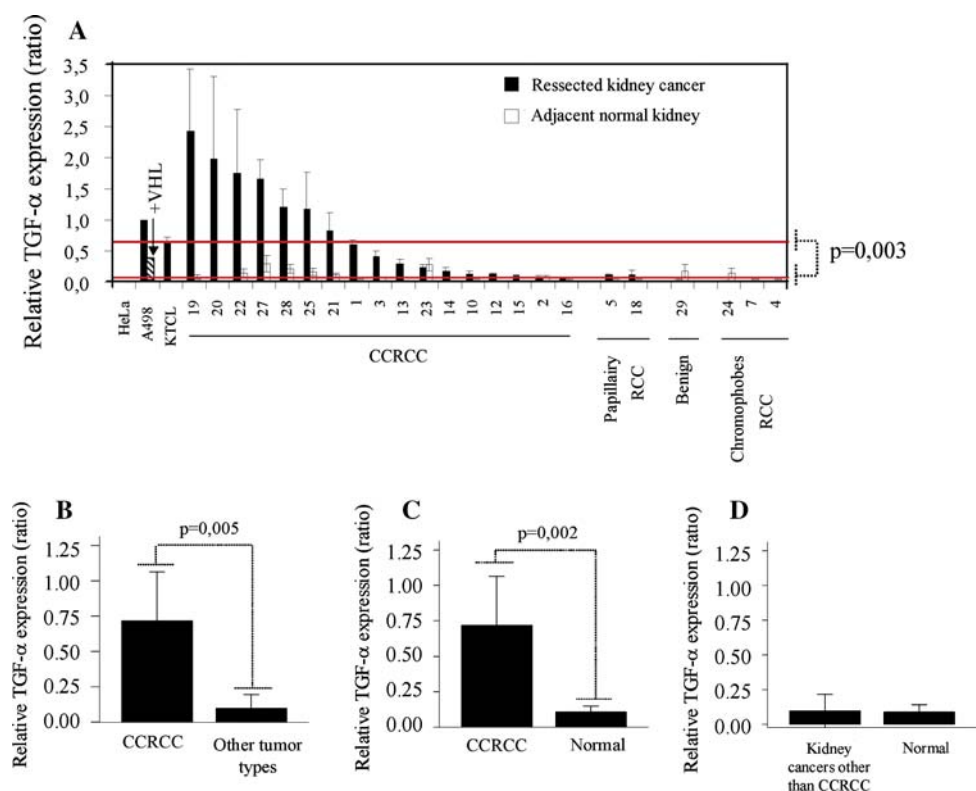 A
Relative TGF-α expression (ratio)
3,5
3,0
2,5
2,0
1,5
1,0
0,5
0,0
+VHL
Ressected kidney cancer
Adjacent normal kidney
p=0,003
HeLa
A498
KTCL
19
20
22
27
28
25
21
1
3
13
23
14
10
12
15
2
16
5
18
29
24
7
4
CCRCC
Papillairy
RCC
Benign
Chromophobes
RCC
B
Relative TGF-α expression (ratio)
1.25
1.00
0.75
0.50
0.25
0.00
p=0,005
CCRCC
Other tumor
types
C
Relative TGF-α expression (ratio)
1.25
1.00
0.75
0.50
0.25
0.00
p=0,002
CCRCC
Normal
D
Relative TGF-α expression (ratio)
1.25
1.00
0.75
0.50
0.25
0.00
Kidney
cancers other
than CCRCC
Normal